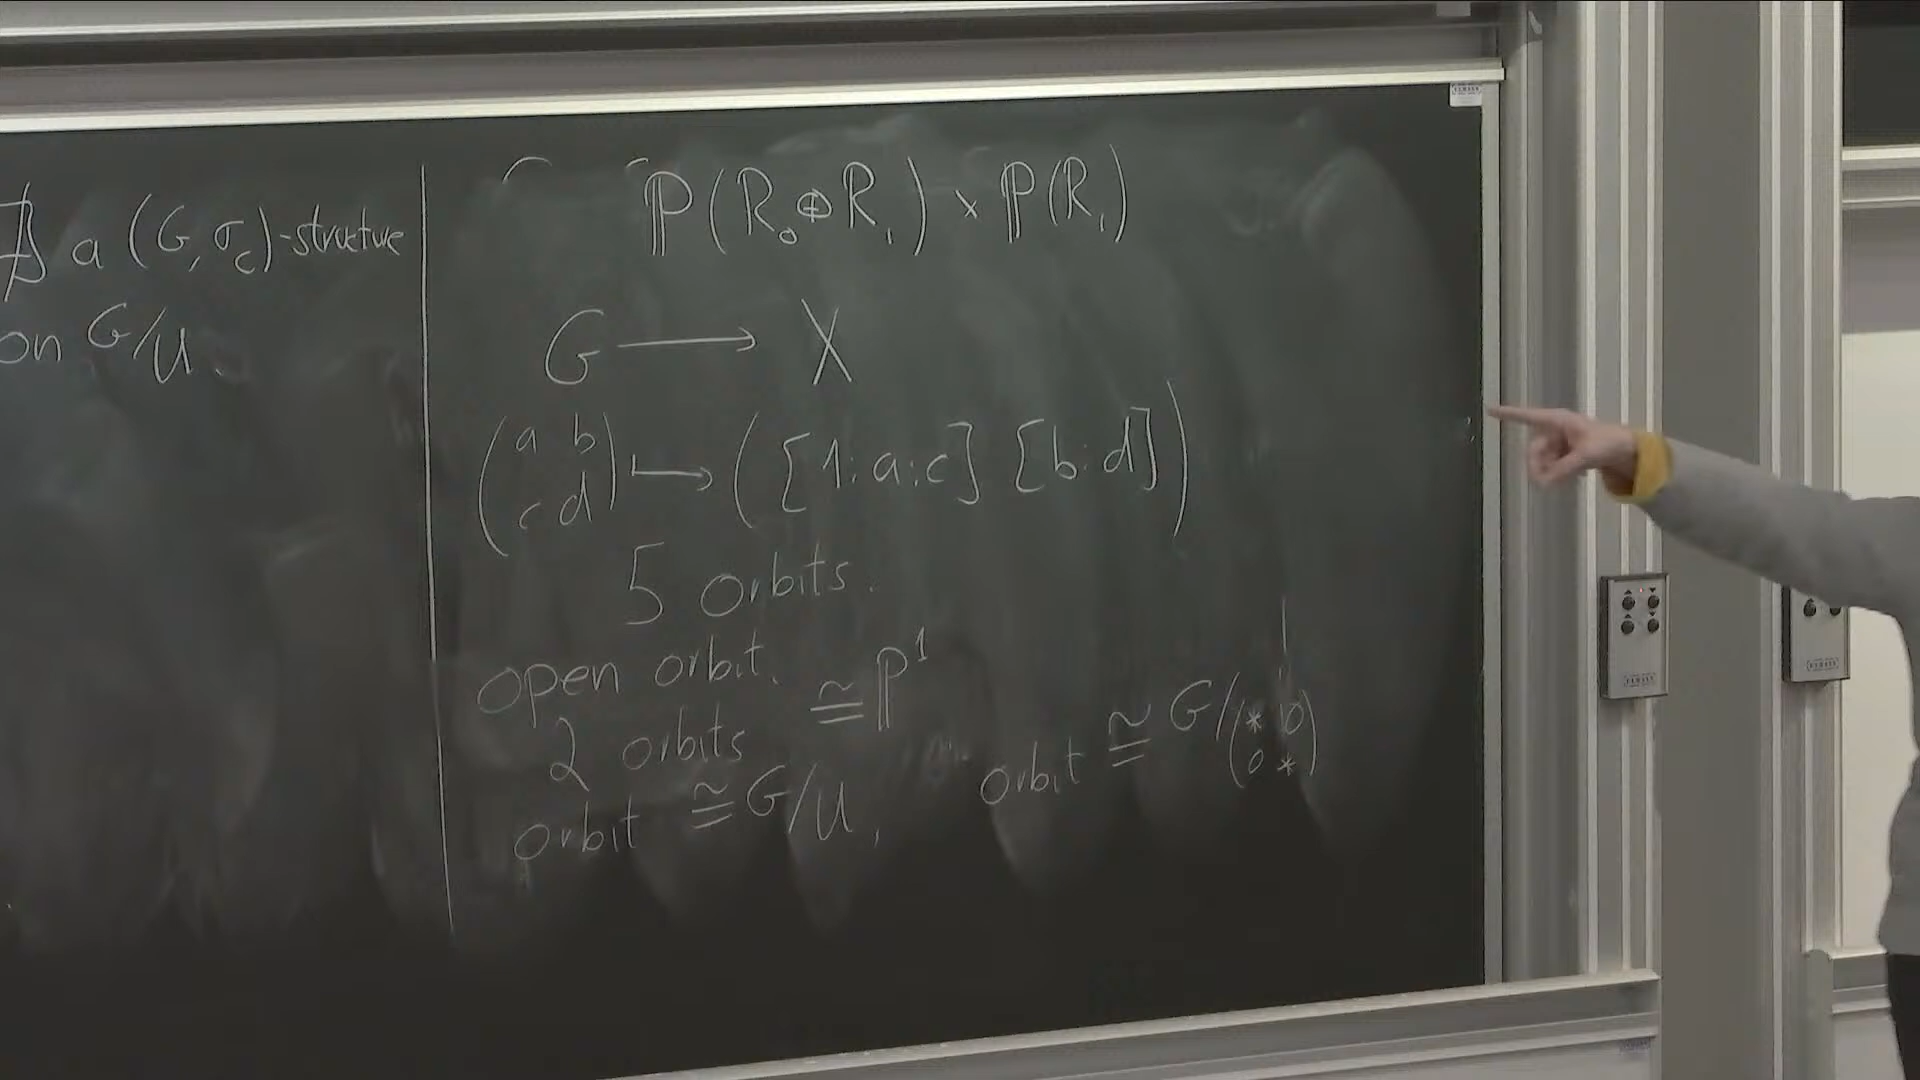 ∄ a (G, σ_c)-structure
on G/U
ℙ(R₀⊕R₁) × ℙ(R₁)
G ⟶ X
(a b
c d) ⟼ ([1:a:c] [b:d])
5 orbits.
open orbit.
2 orbits ≅ ℙ¹
orbit ≅ G/U,
orbit ≅ G/(* 0
0 *)